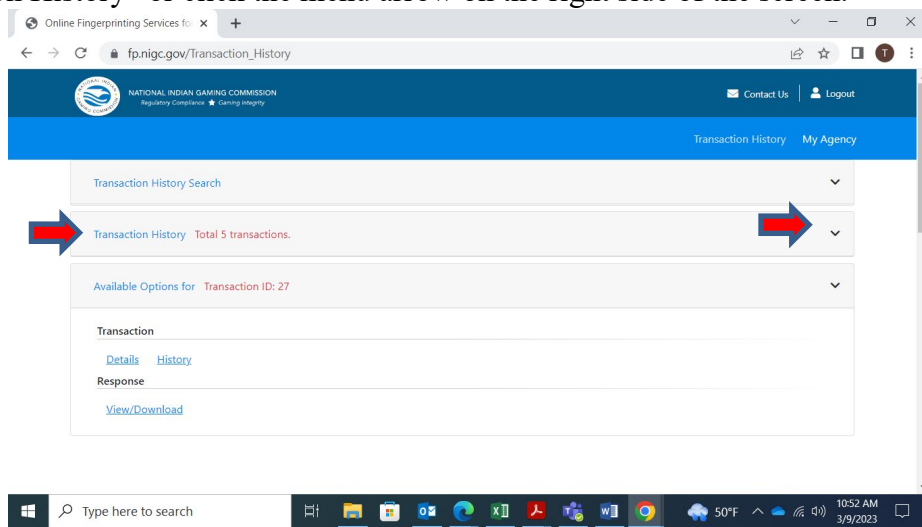 History" or click the menu arrow on the right side of the screen.
Online Fingerprinting Services fo
fp.nigc.gov/Transaction_History
T
NATIONAL INDIAN GAMING COMMISSION
Regulatory Compliance ★ Gaming Integrity
Contact Us | Logout
Transaction History My Agency
Transaction History Search
Transaction History Total 5 transactions.
Available Options for Transaction ID: 27
Transaction
Details History
Response
View/Download
Type here to search
50°F
10:52 AM
3/9/2023